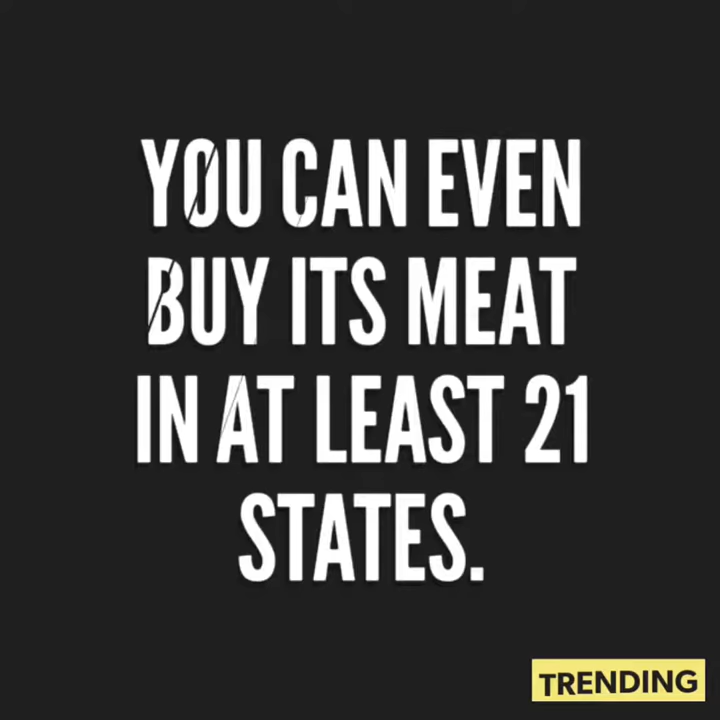 YOU CAN EVEN
BUY ITS MEAT
IN AT LEAST 21
STATES.
TRENDING